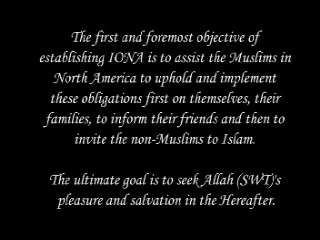 The first and foremost objective of
establishing IONA is to assist the Muslims in
North America to uphold and implement
these obligations first on themselves, their
families, to inform their friends and then to
invite the non-Muslims to Islam.
The ultimate goal is to seek Allah (SWT)'s
pleasure and salvation in the Hereafter.